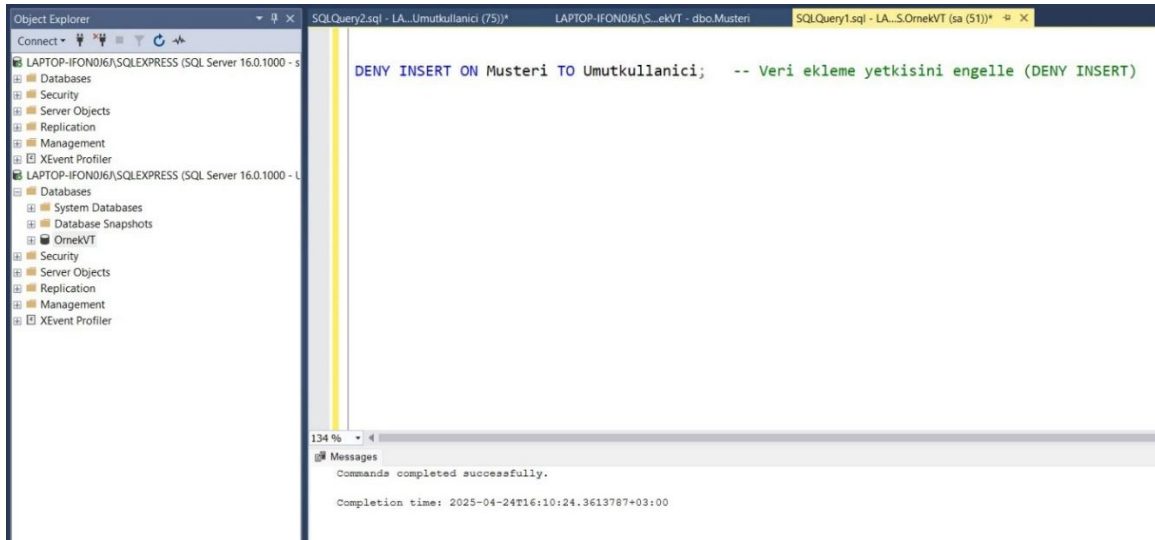 Object Explorer
Connect
LAPTOP-IFON0J6J\SQLEXPRESS (SQL Server 16.0.1000 - s
Databases
Security
Server Objects
Replication
Management
XEvent Profiler
LAPTOP-IFON0J6J\SQLEXPRESS (SQL Server 16.0.1000 - U
Databases
System Databases
Database Snapshots
OrnekVT
Security
Server Objects
Replication
Management
XEvent Profiler
SQLQuery2.sql - LA...Umutkullanici (75))*
LAPTOP-IFON0J6J\S...ekVT - dbo.Musteri
SQLQuery1.sql - LA...S.OrnekVT (sa (51))*
DENY INSERT ON Musteri TO Umutkullanici;   -- Veri ekleme yetkisini engelle (DENY INSERT)
134 %
Messages
Commands completed successfully.
Completion time: 2025-04-24T16:10:24.3613787+03:00